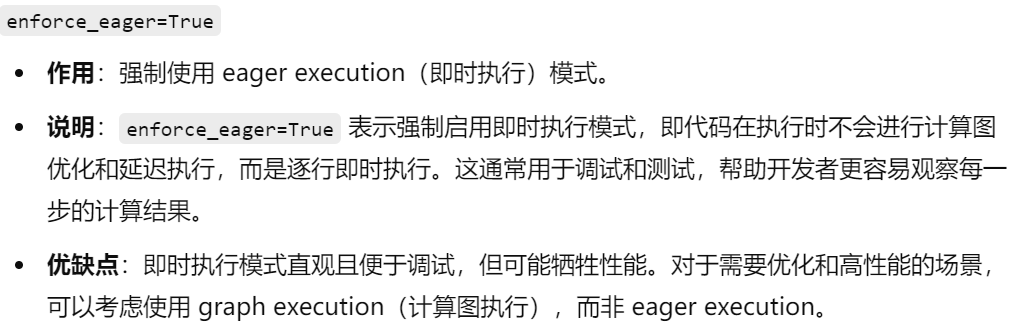 enforce_eager=True
作用：强制使用 eager execution（即时执行）模式。
说明：enforce_eager=True 表示强制启用即时执行模式，即代码在执行时不会进行计算图
优化和延迟执行，而是逐行即时执行。这通常用于调试和测试，帮助开发者更容易观察每一
步的计算结果。
优缺点：即时执行模式直观且便于调试，但可能牺牲性能。对于需要优化和高性能的场景，
可以考虑使用 graph execution（计算图执行），而非 eager execution。